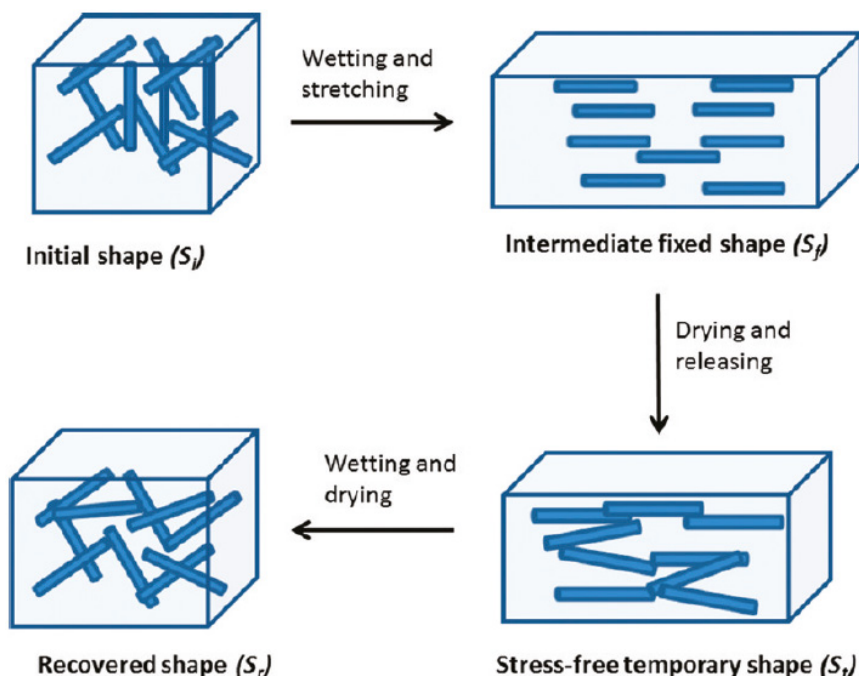 Wetting and
stretching
Initial shape (Si)
Intermediate fixed shape (Sf)
Drying and
releasing
Wetting and
drying
Recovered shape (Sr)
Stress-free temporary shape (St)